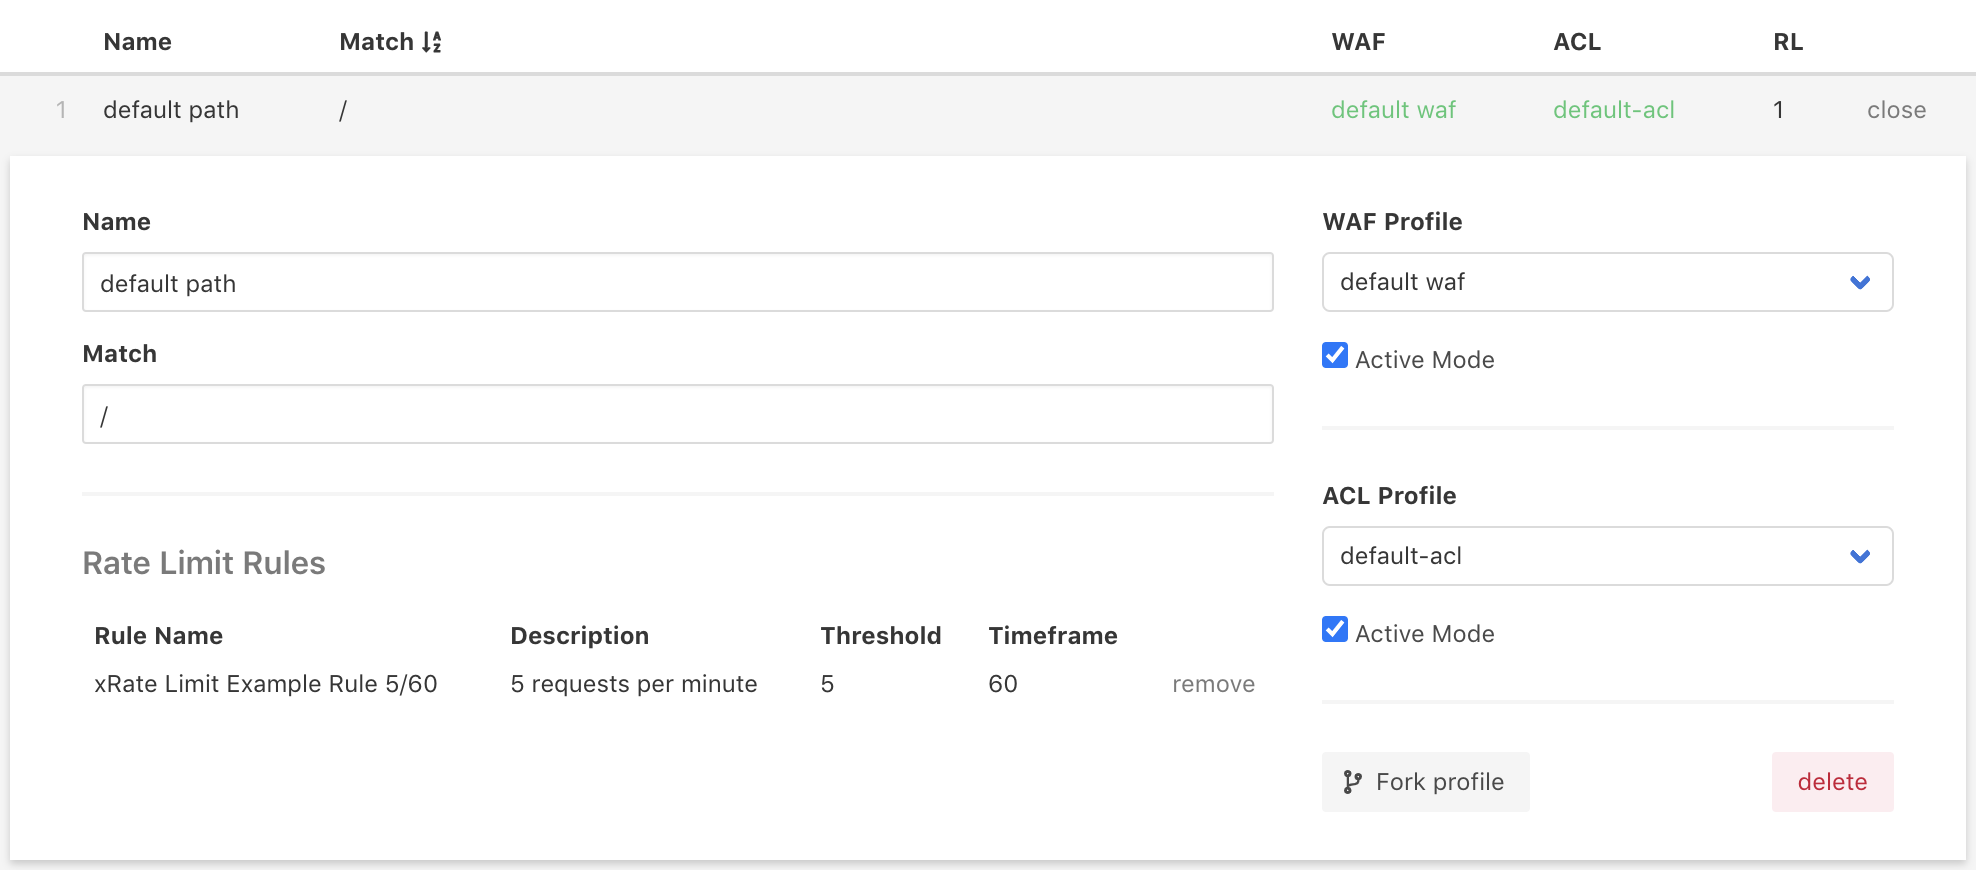 Name Match WAF ACL RL
1 default path / default waf default-acl 1 close
Name
default path
Match
/
Rate Limit Rules
Rule Name Description Threshold Timeframe
xRate Limit Example Rule 5/60 5 requests per minute 5 60 remove
WAF Profile
default waf
Active Mode
ACL Profile
default-acl
Active Mode
Fork profile delete